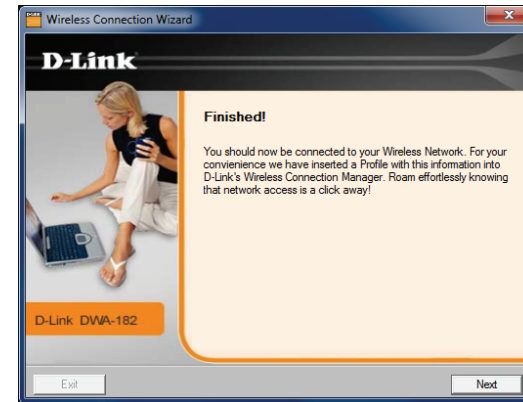 Wireless Connection Wizard
D-Link
Finished!
You should now be connected to your Wireless Network. For your
convienience we have inserted a Profile with this information into
D-Link's Wireless Connection Manager. Roam effortlessly knowing
that network access is a click away!
D-Link DWA-182
Exit
Next